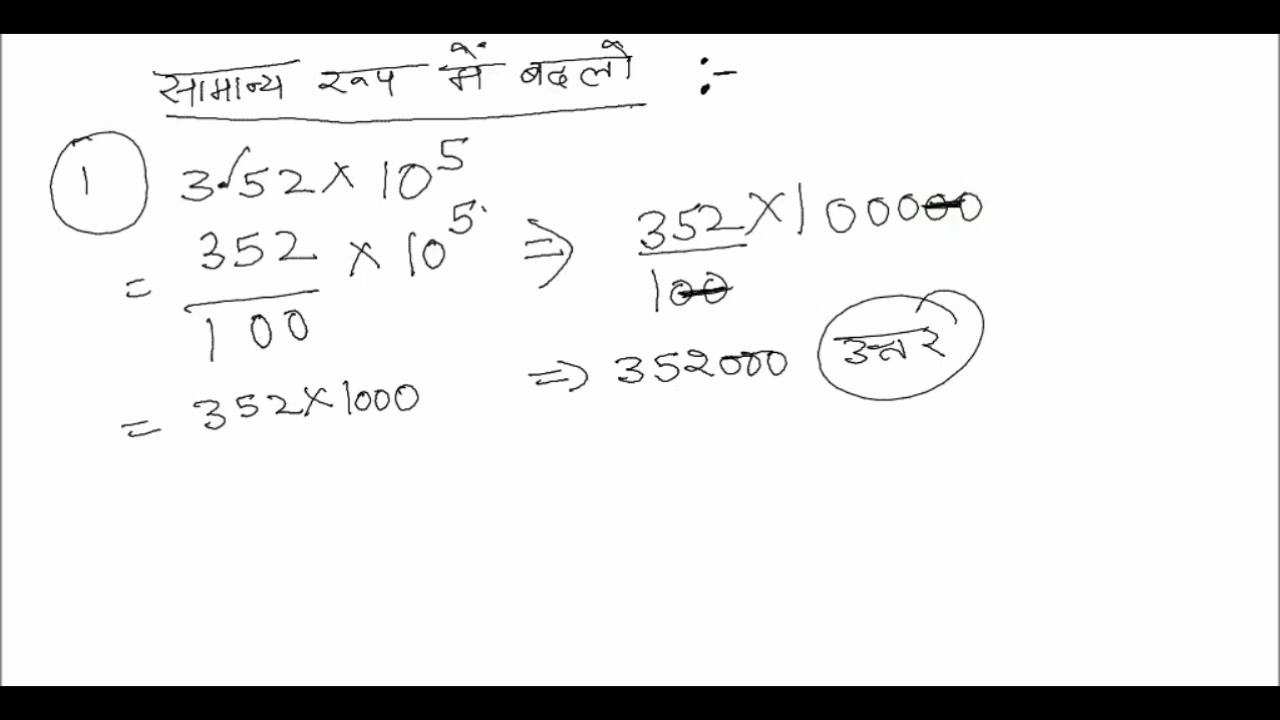 सामान्य रूप में बदलो :-
1 3.52 × 10^5
= 352/100 × 10^5 ⇒ 352 × 100000/100
= 352 × 1000 ⇒ 352000 उत्तर